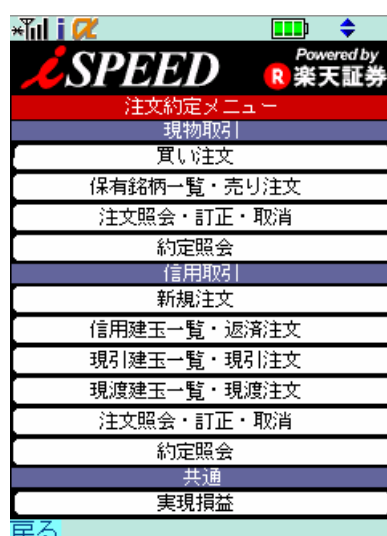 i α
iSPEED
Powered by
R 楽天証券
注文約定メニュー
現物取引
買い注文
保有銘柄一覧・売り注文
注文照会・訂正・取消
約定照会
信用取引
新規注文
信用建玉一覧・返済注文
現引建玉一覧・現引注文
現渡建玉一覧・現渡注文
注文照会・訂正・取消
約定照会
共通
実現損益
戻る